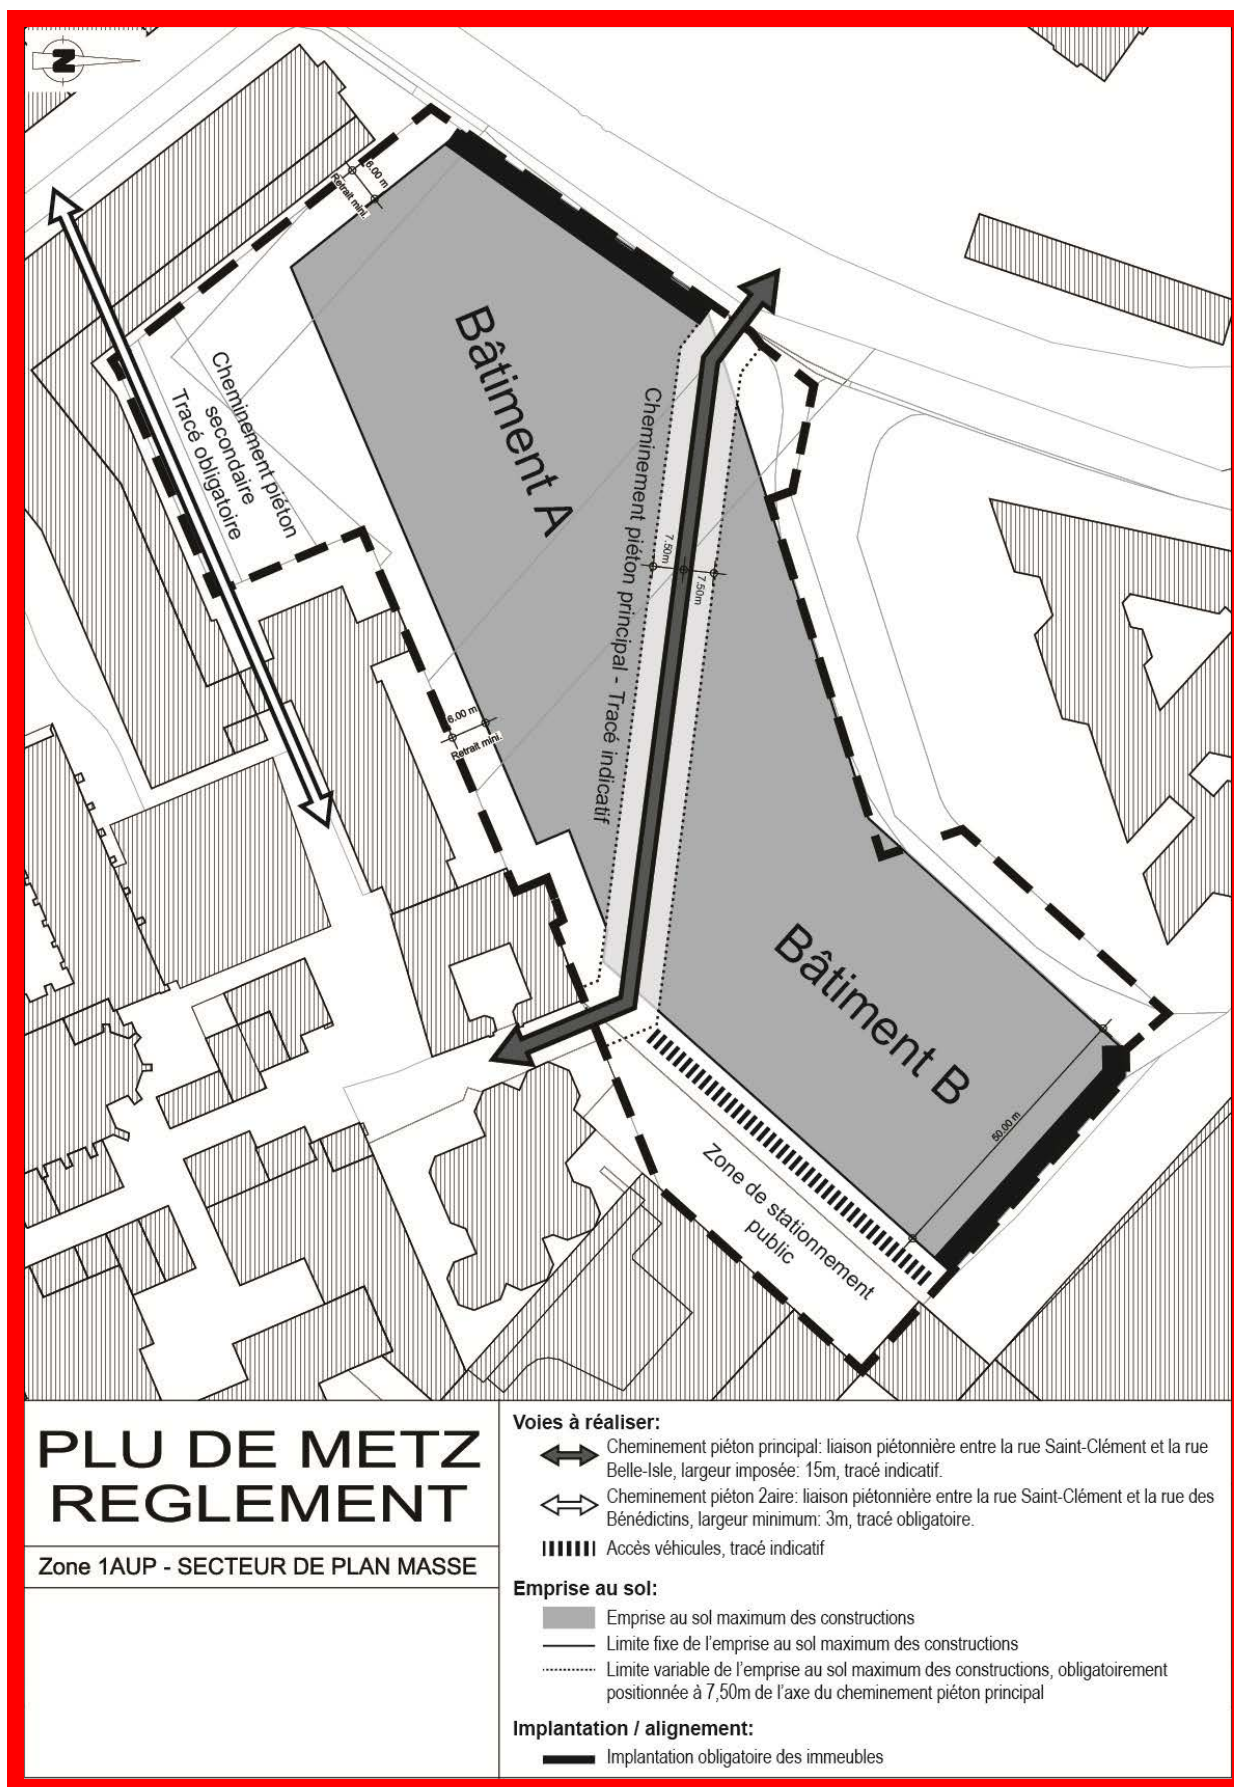 N
6.00 m
Retrait mini.
Bâtiment A
Cheminement piéton
secondaire
Tracé obligatoire
Cheminement piéton principal - Tracé indicatif
7.50m
7.50m
6.00 m
Retrait mini.
Bâtiment B
50.00 m
Zone de stationnement
public
PLU DE METZ
REGLEMENT
Zone 1AUP - SECTEUR DE PLAN MASSE
Voies à réaliser:
Cheminement piéton principal: liaison piétonnière entre la rue Saint-Clément et la rue
Belle-Isle, largeur imposée: 15m, tracé indicatif.
Cheminement piéton 2aire: liaison piétonnière entre la rue Saint-Clément et la rue des
Bénédictins, largeur minimum: 3m, tracé obligatoire.
Accès véhicules, tracé indicatif
Emprise au sol:
Emprise au sol maximum des constructions
Limite fixe de l'emprise au sol maximum des constructions
Limite variable de l'emprise au sol maximum des constructions, obligatoirement
positionnée à 7,50m de l'axe du cheminement piéton principal
Implantation / alignement:
Implantation obligatoire des immeubles